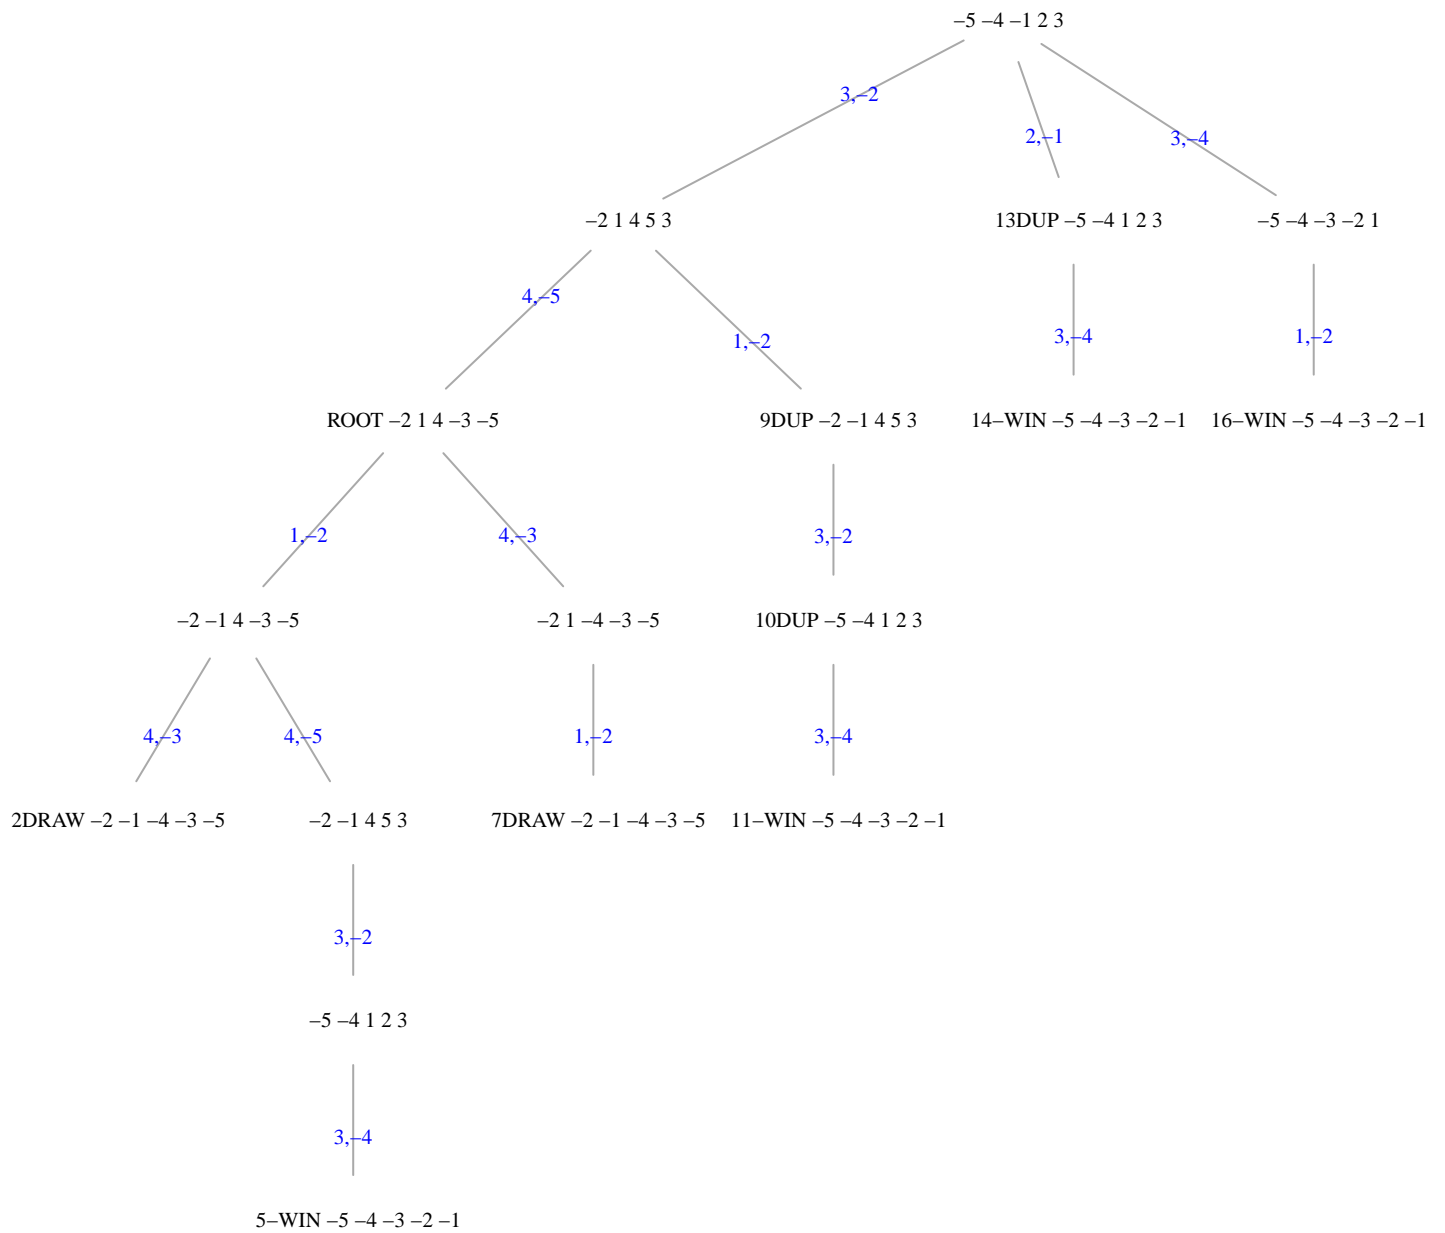 –5 –4 –1 2 3
3,–2
2,–1
3,–4
–2 1 4 5 3
13DUP –5 –4 1 2 3
–5 –4 –3 –2 1
4,–5
1,–2
3,–4
1,–2
ROOT –2 1 4 –3 –5
9DUP –2 –1 4 5 3
14–WIN –5 –4 –3 –2 –1
16–WIN –5 –4 –3 –2 –1
1,–2
4,–3
3,–2
–2 –1 4 –3 –5
–2 1 –4 –3 –5
10DUP –5 –4 1 2 3
4,–3
4,–5
1,–2
3,–4
2DRAW –2 –1 –4 –3 –5
–2 –1 4 5 3
7DRAW –2 –1 –4 –3 –5
11–WIN –5 –4 –3 –2 –1
3,–2
–5 –4 1 2 3
3,–4
5–WIN –5 –4 –3 –2 –1